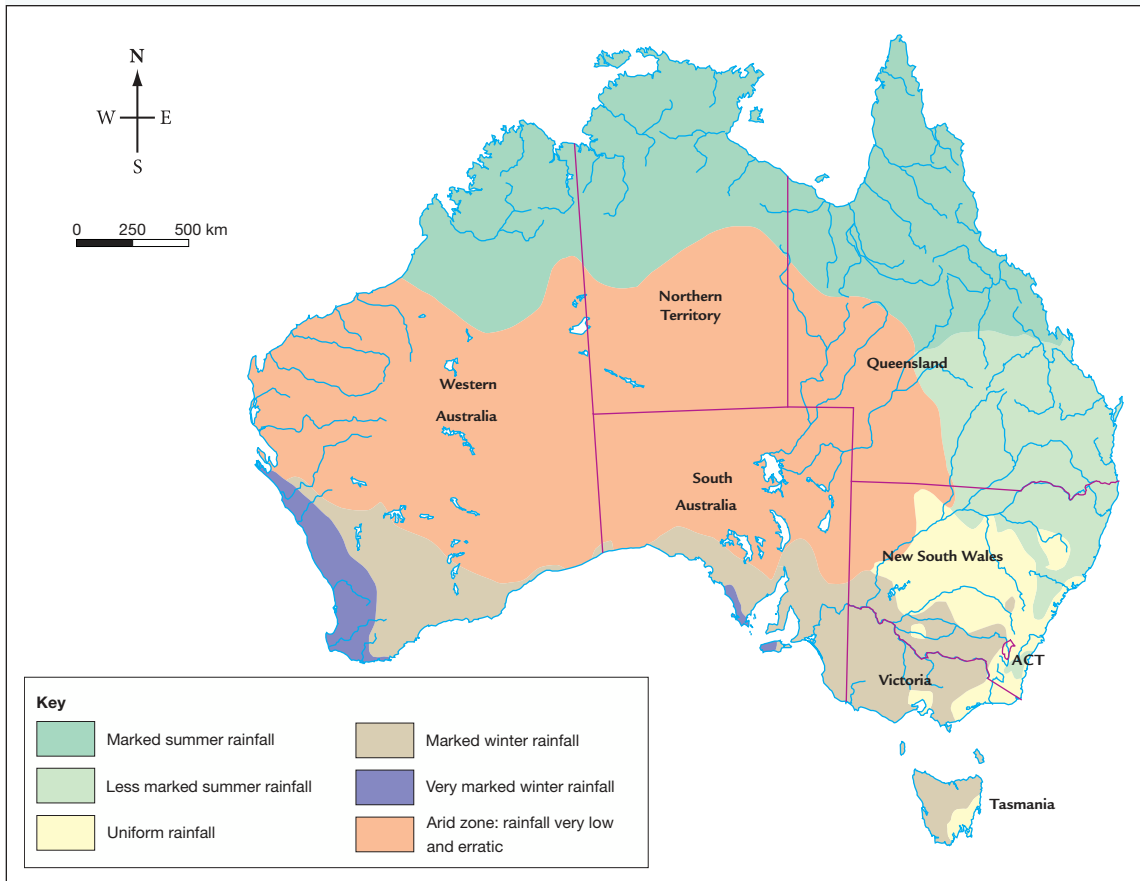 N
W E
S
0 250 500 km
Northern
Territory
Queensland
Western
Australia
South
Australia
New South Wales
ACT
Victoria
Tasmania
Key
Marked summer rainfall
Less marked summer rainfall
Uniform rainfall
Marked winter rainfall
Very marked winter rainfall
Arid zone: rainfall very low
and erratic